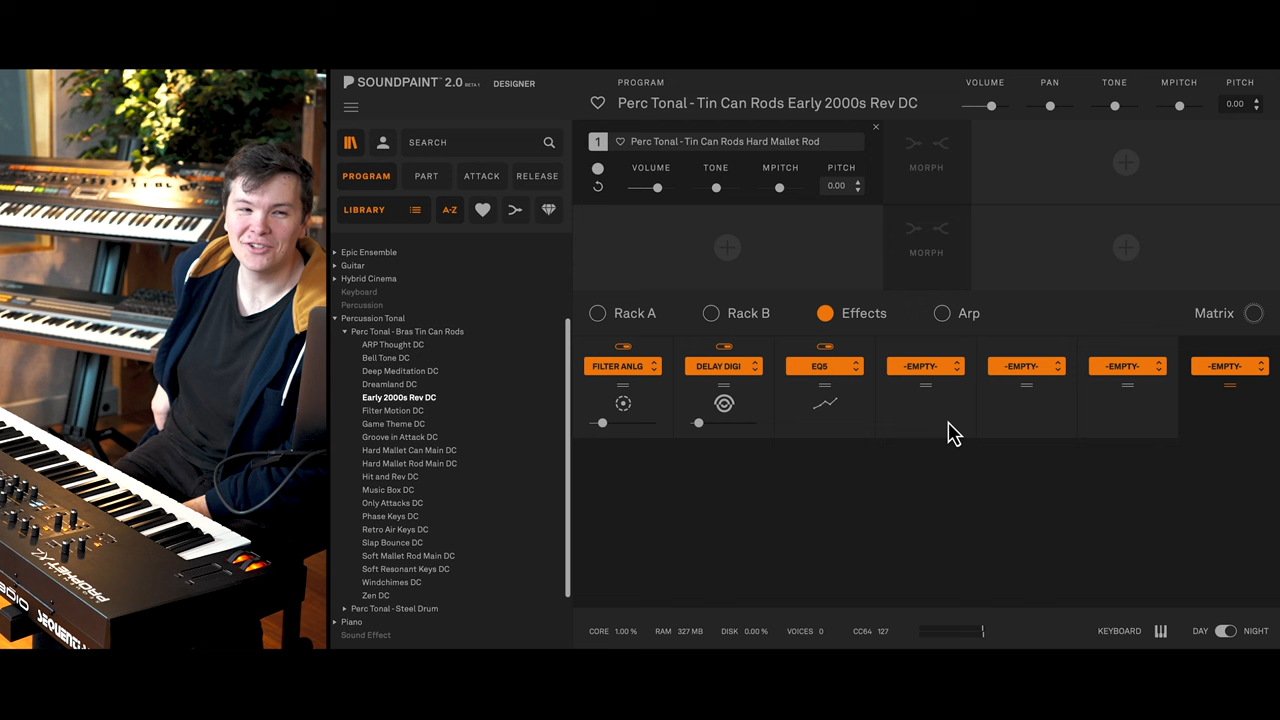 SOUNDPAINT™ 2.0 BETA 1 DESIGNER
PROGRAM
Perc Tonal - Tin Can Rods Early 2000s Rev DC
VOLUME PAN TONE MPITCH PITCH
0.00
SEARCH
PROGRAM PART ATTACK RELEASE
LIBRARY A-Z
Epic Ensemble
Guitar
Hybrid Cinema
Keyboard
Percussion
Percussion Tonal
Perc Tonal - Bras Tin Can Rods
ARP Thought DC
Bell Tone DC
Deep Meditation DC
Dreamland DC
Early 2000s Rev DC
Filter Motion DC
Game Theme DC
Groove in Attack DC
Hard Mallet Can Main DC
Hard Mallet Rod Main DC
Hit and Rev DC
Music Box DC
Only Attacks DC
Phase Keys DC
Retro Air Keys DC
Slap Bounce DC
Soft Mallet Rod Main DC
Soft Resonant Keys DC
Windchimes DC
Zen DC
Perc Tonal - Steel Drum
Piano
Sound Effect
1 Perc Tonal - Tin Can Rods Hard Mallet Rod
VOLUME TONE MPITCH PITCH
0.00
MORPH
MORPH
Rack A Rack B Effects Arp Matrix
FILTER ANLG DELAY DIGI EQ5 -EMPTY- -EMPTY- -EMPTY- -EMPTY-
CORE 1.00 % RAM 327 MB DISK 0.00 % VOICES 0 CC64 127 KEYBOARD DAY NIGHT
PROPHET X2
SEQUENTIAL